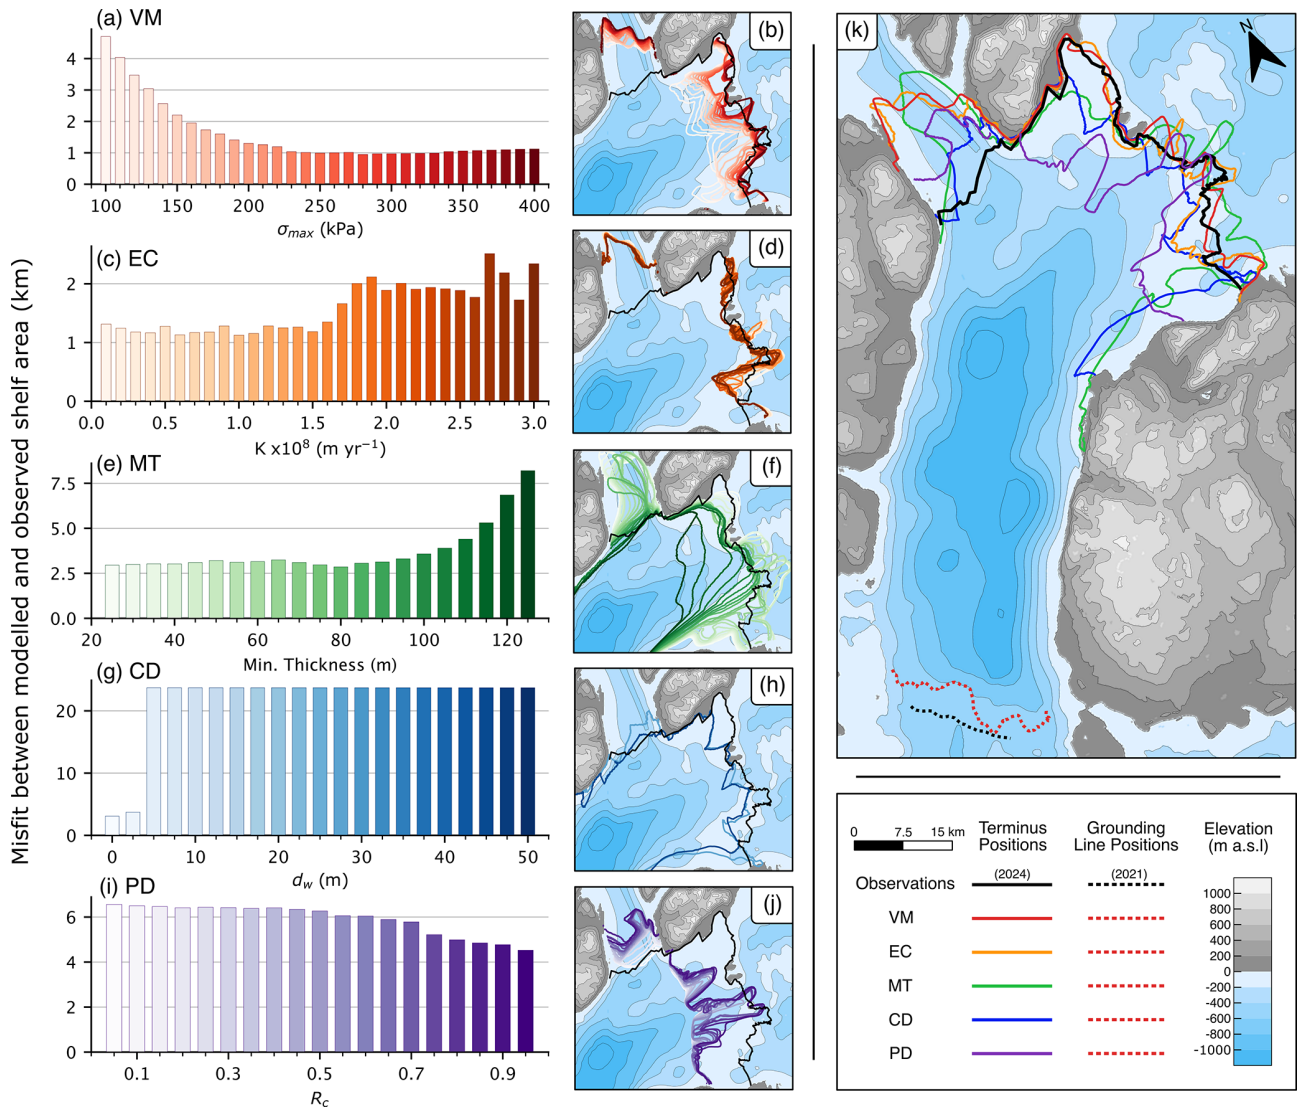 Misfit between modelled and observed shelf area (km)
(a) VM
4
3
2
1
0
100 150 200 250 300 350 400
σmax (kPa)
(b)
(c) EC
2
1
0
0.0 0.5 1.0 1.5 2.0 2.5 3.0
K x10⁸ (m yr⁻¹)
(d)
(e) MT
7.5
5.0
2.5
0.0
20 40 60 80 100 120
Min. Thickness (m)
(f)
(g) CD
20
10
0
0 10 20 30 40 50
dw (m)
(h)
(i) PD
6
4
2
0
0.1 0.3 0.5 0.7 0.9
Rc
(j)
(k)
N
0 7.5 15 km
Terminus Positions
Grounding Line Positions
Elevation (m a.s.l)
Observations
(2024)
(2021)
VM
EC
MT
CD
PD
1000
800
600
400
200
0
-200
-400
-600
-800
-1000